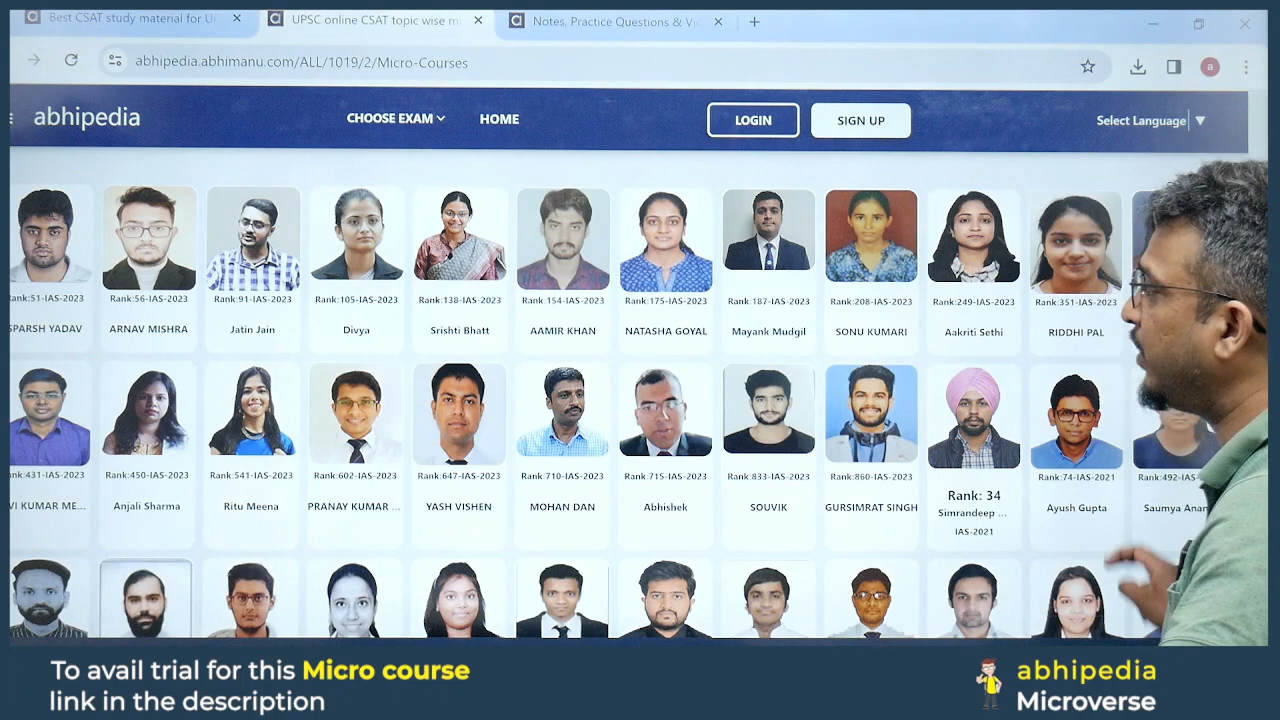 Best CSAT study material for U
UPSC online CSAT topic wise m
Notes, Practice Questions & Vi
abhipedia.abhimanu.com/ALL/1019/2/Micro-Courses
a
abhipedia
CHOOSE EXAM
HOME
LOGIN
SIGN UP
Select Language
Rank:51-IAS-2023
Rank:56-IAS-2023
Rank:91-IAS-2023
Rank:105-IAS-2023
Rank:138-IAS-2023
Rank:154-IAS-2023
Rank:175-IAS-2023
Rank:187-IAS-2023
Rank:208-IAS-2023
Rank:249-IAS-2023
Rank:351-IAS-2023
SPARSH YADAV
ARNAV MISHRA
Jatin Jain
Divya
Srishti Bhatt
AAMIR KHAN
NATASHA GOYAL
Mayank Mudgil
SONU KUMARI
Aakriti Sethi
RIDDHI PAL
nk:431-IAS-2023
Rank:450-IAS-2023
Rank:541-IAS-2023
Rank:602-IAS-2023
Rank:647-IAS-2023
Rank:710-IAS-2023
Rank:715-IAS-2023
Rank:833-IAS-2023
Rank:860-IAS-2023
Rank: 34
Rank:74-IAS-2021
Rank:492-IAS-
VI KUMAR ME...
Anjali Sharma
Ritu Meena
PRANAY KUMAR ...
YASH VISHEN
MOHAN DAN
Abhishek
SOUVIK
GURSIMRAT SINGH
Simrandeep ...
IAS-2021
Ayush Gupta
Saumya Anan
To avail trial for this Micro course
link in the description
abhipedia
Microverse